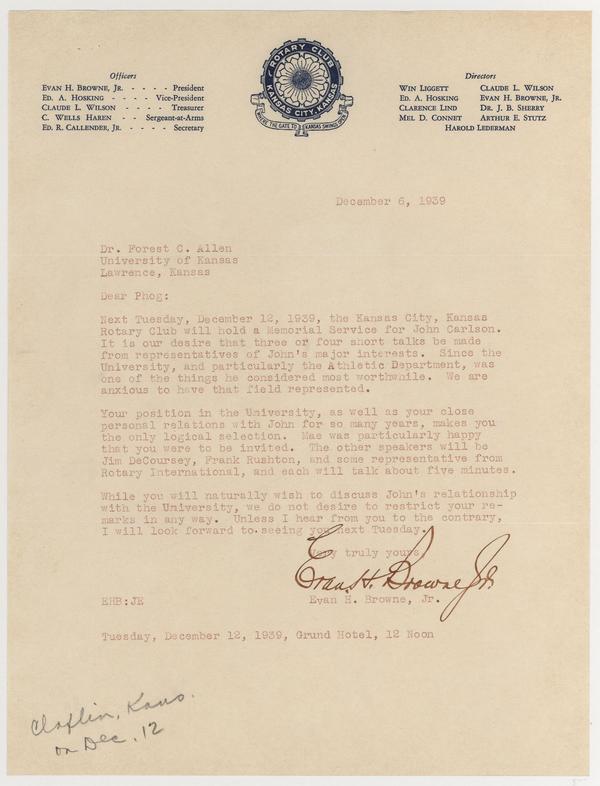 Officers
EVAN H. BROWNE, JR. - - - - President
ED. A. HOSKING - - - - Vice-President
CLAUDE L. WILSON - - - - Treasurer
C. WELLS HAREN - - Sergeant-at-Arms
ED. R. CALLENDER, JR. - - - - Secretary
ROTARY CLUB
KANSAS CITY, KANSAS
WHERE THE GATE TO KANSAS SWINGS OPEN
Directors
WIN LIGGETT CLAUDE L. WILSON
ED. A. HOSKING EVAN H. BROWNE, JR.
CLARENCE LIND DR. J. B. SHERRY
MEL D. CONNET ARTHUR E. STUTZ
HAROLD LEDERMAN
December 6, 1939
Dr. Forest C. Allen
University of Kansas
Lawrence, Kansas
Dear Phog:
Next Tuesday, December 12, 1939, the Kansas City, Kansas
Rotary Club will hold a Memorial Service for John Carlson.
It is our desire that three or four short talks be made
from representatives of John's major interests. Since the
University, and particularly the Athletic Department, was
one of the things he considered most worthwhile. We are
anxious to have that field represented.
Your position in the University, as well as your close
personal relations with John for so many years, makes you
the only logical selection. Mae was particularly happy
that you were to be invited. The other speakers will be
Jim DeCoursey, Frank Rushton, and some representative from
Rotary International, and each will talk about five minutes.
While you will naturally wish to discuss John's relationship
with the University, we do not desire to restrict your re-
marks in any way. Unless I hear from you to the contrary,
I will look forward to seeing you next Tuesday.
Very truly yours,
Evan H. Browne Jr.
EHB:JE Evan H. Browne, Jr.
Tuesday, December 12, 1939, Grund Hotel, 12 Noon
Claflin, Kans.
on Dec. 12